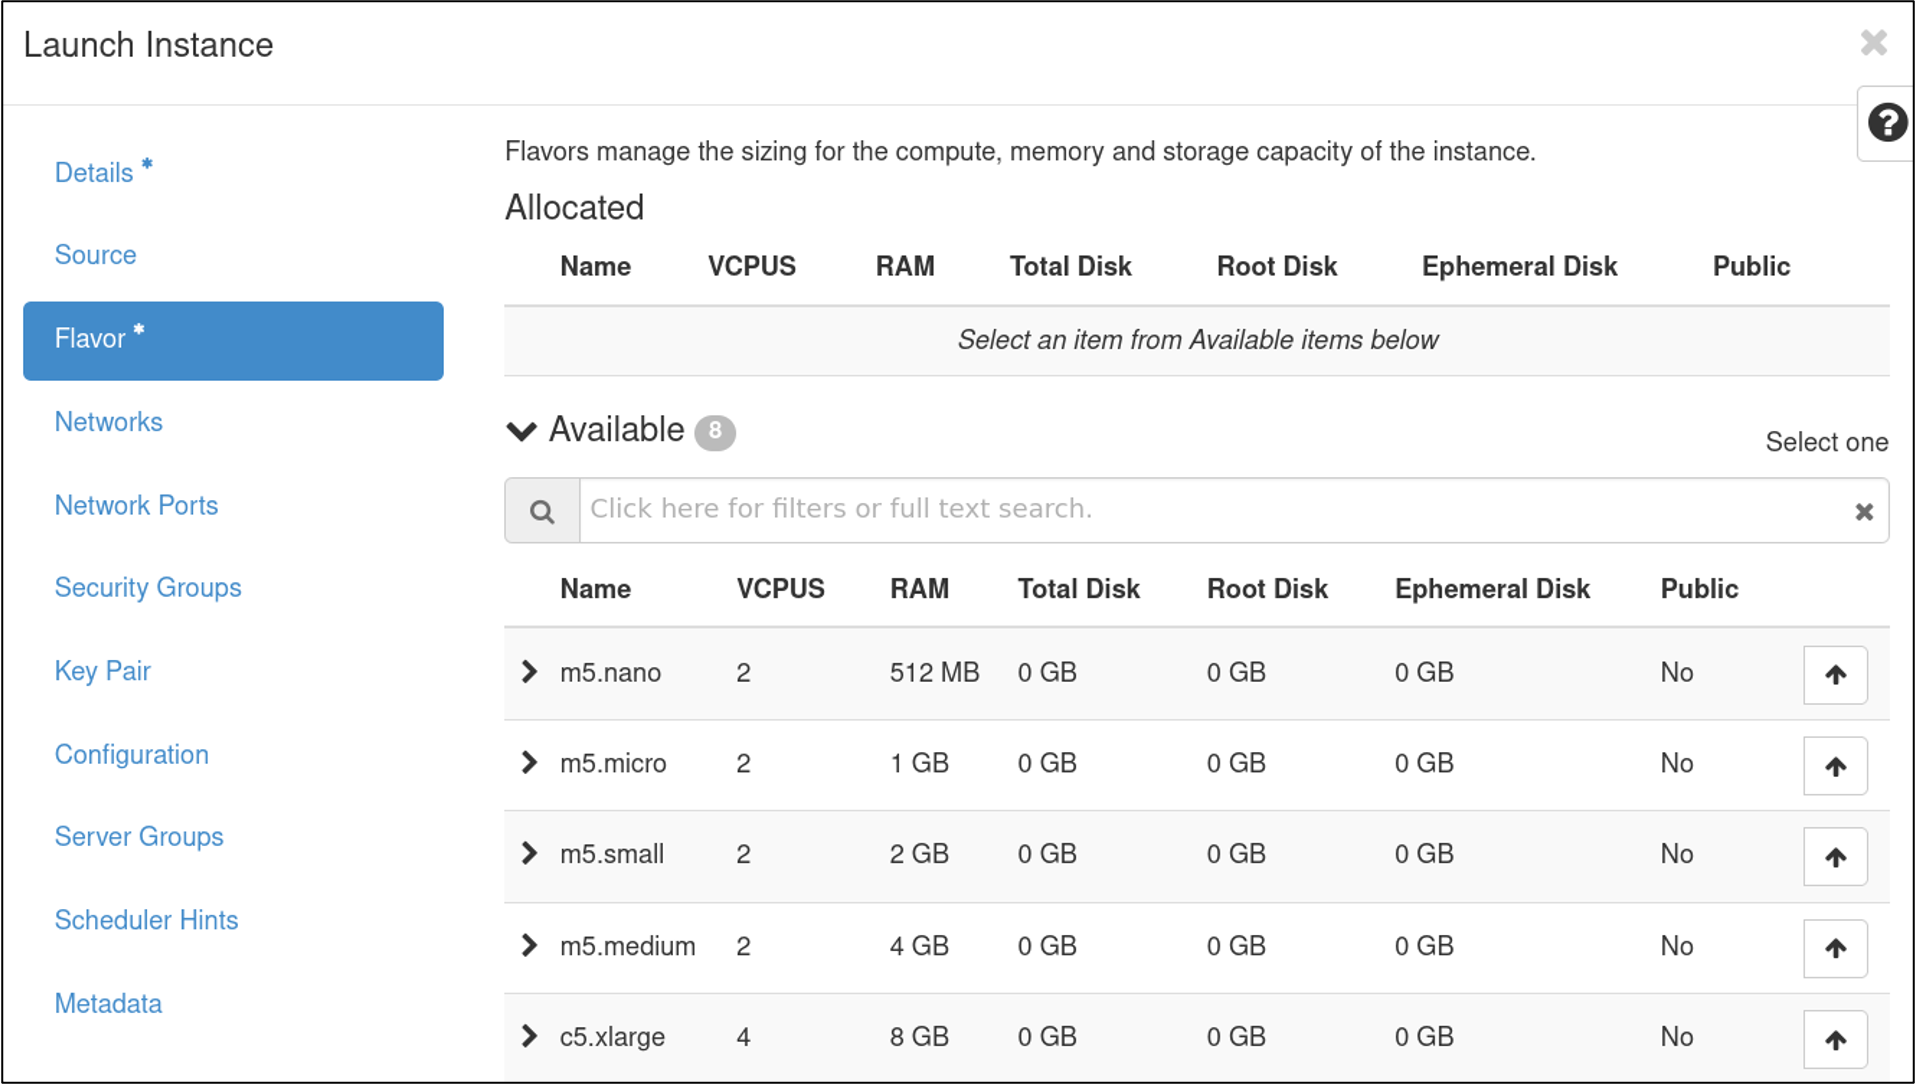 Launch Instance
Details *
Source
Flavor *
Networks
Network Ports
Security Groups
Key Pair
Configuration
Server Groups
Scheduler Hints
Metadata
Flavors manage the sizing for the compute, memory and storage capacity of the instance.
Allocated
Name VCPUS RAM Total Disk Root Disk Ephemeral Disk Public
Select an item from Available items below
Available 8
Select one
Click here for filters or full text search.
Name VCPUS RAM Total Disk Root Disk Ephemeral Disk Public
m5.nano 2 512 MB 0 GB 0 GB 0 GB No
m5.micro 2 1 GB 0 GB 0 GB 0 GB No
m5.small 2 2 GB 0 GB 0 GB 0 GB No
m5.medium 2 4 GB 0 GB 0 GB 0 GB No
c5.xlarge 4 8 GB 0 GB 0 GB 0 GB No